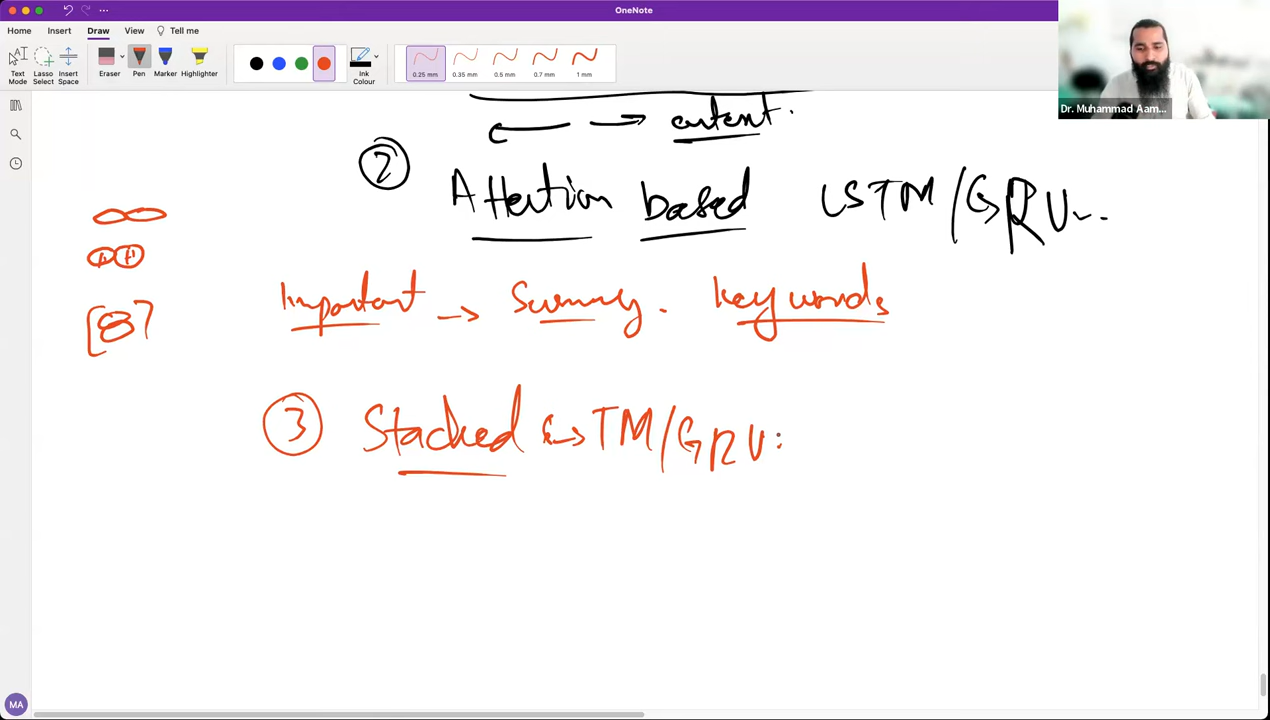 OneNote
Home Insert Draw View Tell me
Text Mode Lasso Select Insert Space Eraser Pen Marker Highlighter Ink Colour 0.25 mm 0.35 mm 0.5 mm 0.7 mm 1 mm
Dr. Muhammad Aam...
② Attention based LSTM/GRU
Important → Summary. Keywords
③ Stacked LSTM/GRU:
MA